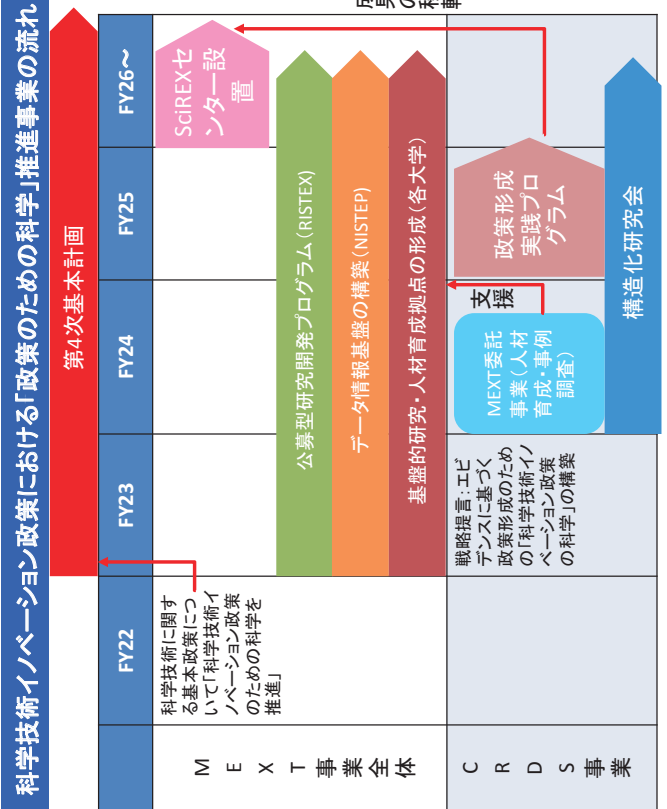 科学技術イノベーション政策における「政策のための科学」推進事業の流れ
第4次基本計画
FY22
FY23
FY24
FY25
FY26～
MEXT事業全体
科学技術に関す
る基本政策につ
いて「科学技術イ
ノベーション政策
のための科学を
推進」
SciREXセ
ンター設
置
公募型研究開発プログラム(RISTEX)
データ情報基盤の構築(NISTEP)
基盤的研究・人材育成拠点の形成(各大学)
CRDS事業
戦略提言：エビ
デンスに基づく
政策形成のため
の「科学技術イノ
ベーション政策
の科学」の構築
MEXT委託
事業(人材
育成・事例
調査)
支援
政策形成
実践プロ
グラム
構造化研究会